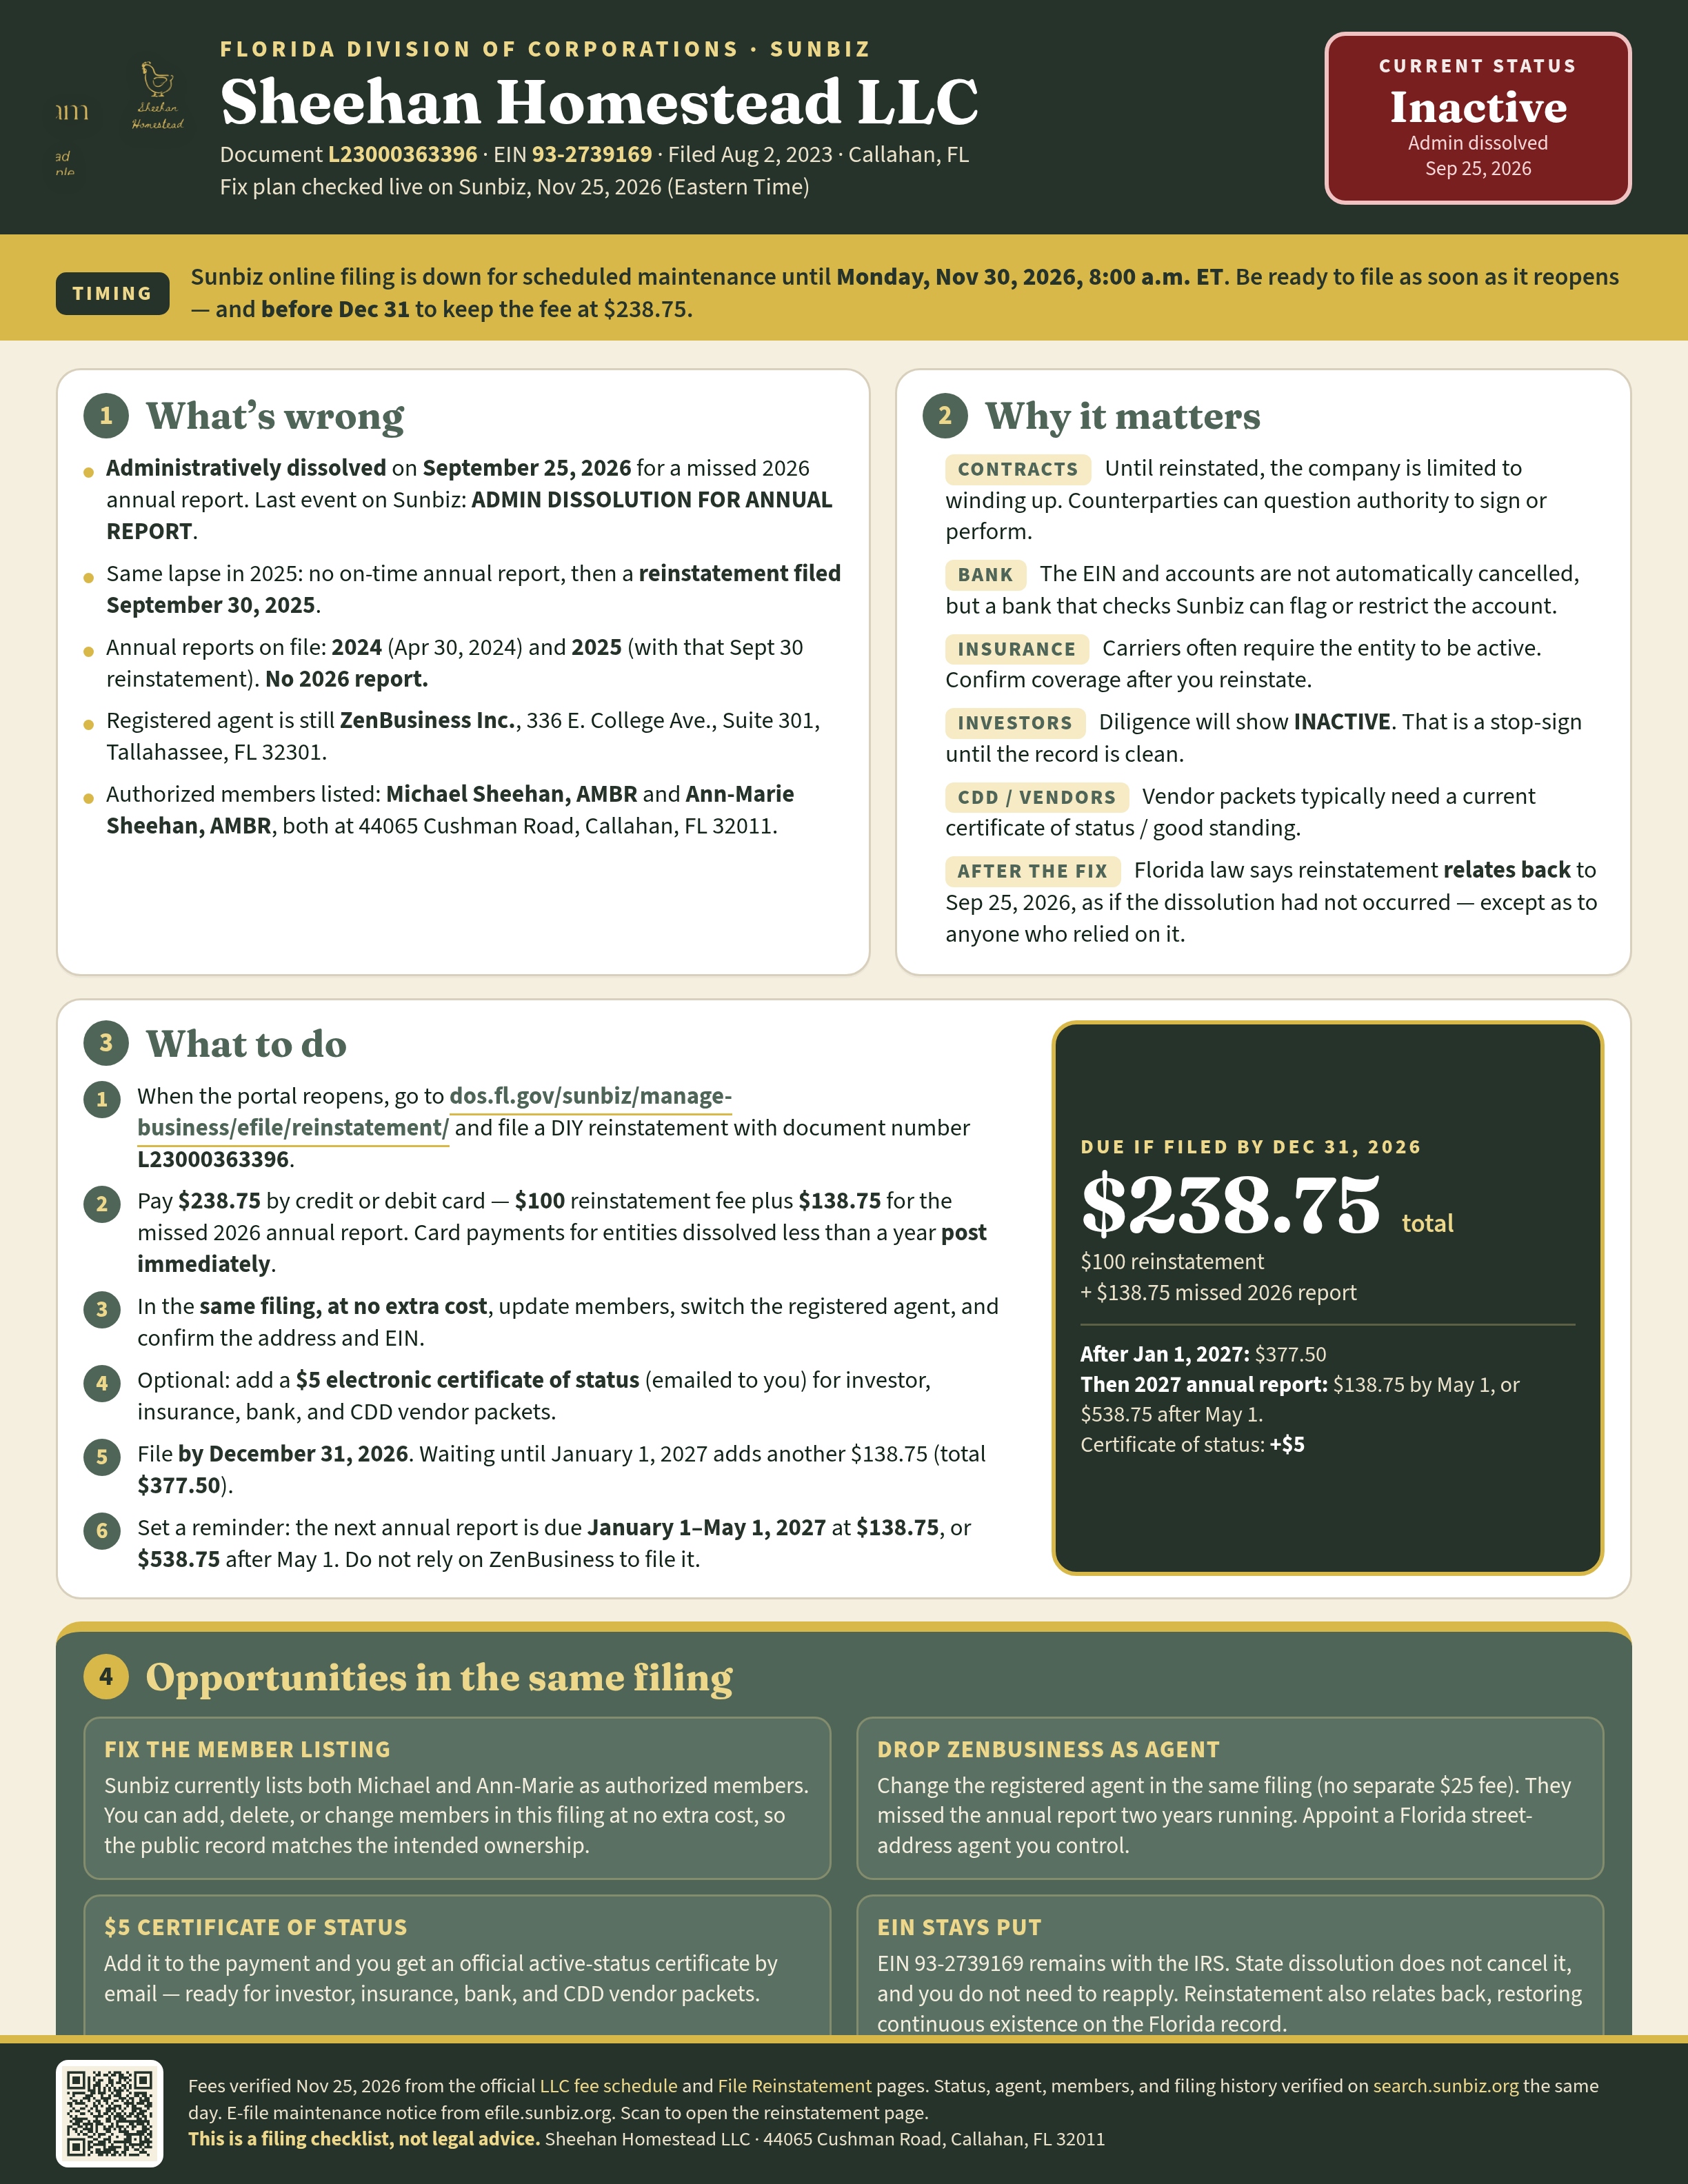 am
ad
Sheehan
Homestead
FLORIDA DIVISION OF CORPORATIONS · SUNBIZ
Sheehan Homestead LLC
Document L23000363396 · EIN 93-2739169 · Filed Aug 2, 2023 · Callahan, FL
Fix plan checked live on Sunbiz, Nov 25, 2026 (Eastern Time)
CURRENT STATUS
Inactive
Admin dissolved
Sep 25, 2026
TIMING
Sunbiz online filing is down for scheduled maintenance until Monday, Nov 30, 2026, 8:00 a.m. ET. Be ready to file as soon as it reopens
— and before Dec 31 to keep the fee at $238.75.
1 What’s wrong
Administratively dissolved on September 25, 2026 for a missed 2026
annual report. Last event on Sunbiz: ADMIN DISSOLUTION FOR ANNUAL
REPORT.
Same lapse in 2025: no on-time annual report, then a reinstatement filed
September 30, 2025.
Annual reports on file: 2024 (Apr 30, 2024) and 2025 (with that Sept 30
reinstatement). No 2026 report.
Registered agent is still ZenBusiness Inc., 336 E. College Ave., Suite 301,
Tallahassee, FL 32301.
Authorized members listed: Michael Sheehan, AMBR and Ann-Marie
Sheehan, AMBR, both at 44065 Cushman Road, Callahan, FL 32011.
2 Why it matters
CONTRACTS Until reinstated, the company is limited to
winding up. Counterparties can question authority to sign or
perform.
BANK The EIN and accounts are not automatically cancelled,
but a bank that checks Sunbiz can flag or restrict the account.
INSURANCE Carriers often require the entity to be active.
Confirm coverage after you reinstate.
INVESTORS Diligence will show INACTIVE. That is a stop-sign
until the record is clean.
CDD / VENDORS Vendor packets typically need a current
certificate of status / good standing.
AFTER THE FIX Florida law says reinstatement relates back to
Sep 25, 2026, as if the dissolution had not occurred — except as to
anyone who relied on it.
3 What to do
1 When the portal reopens, go to dos.fl.gov/sunbiz/manage-
business/efile/reinstatement/ and file a DIY reinstatement with document number
L23000363396.
2 Pay $238.75 by credit or debit card — $100 reinstatement fee plus $138.75 for the
missed 2026 annual report. Card payments for entities dissolved less than a year post
immediately.
3 In the same filing, at no extra cost, update members, switch the registered agent, and
confirm the address and EIN.
4 Optional: add a $5 electronic certificate of status (emailed to you) for investor,
insurance, bank, and CDD vendor packets.
5 File by December 31, 2026. Waiting until January 1, 2027 adds another $138.75 (total
$377.50).
6 Set a reminder: the next annual report is due January 1–May 1, 2027 at $138.75, or
$538.75 after May 1. Do not rely on ZenBusiness to file it.
DUE IF FILED BY DEC 31, 2026
$238.75 total
$100 reinstatement
+ $138.75 missed 2026 report
After Jan 1, 2027: $377.50
Then 2027 annual report: $138.75 by May 1, or
$538.75 after May 1.
Certificate of status: +$5
4 Opportunities in the same filing
FIX THE MEMBER LISTING
Sunbiz currently lists both Michael and Ann-Marie as authorized members.
You can add, delete, or change members in this filing at no extra cost, so
the public record matches the intended ownership.
DROP ZENBUSINESS AS AGENT
Change the registered agent in the same filing (no separate $25 fee). They
missed the annual report two years running. Appoint a Florida street-
address agent you control.
$5 CERTIFICATE OF STATUS
Add it to the payment and you get an official active-status certificate by
email — ready for investor, insurance, bank, and CDD vendor packets.
EIN STAYS PUT
EIN 93-2739169 remains with the IRS. State dissolution does not cancel it,
and you do not need to reapply. Reinstatement also relates back, restoring
continuous existence on the Florida record.
Fees verified Nov 25, 2026 from the official LLC fee schedule and File Reinstatement pages. Status, agent, members, and filing history verified on search.sunbiz.org the same
day. E-file maintenance notice from efile.sunbiz.org. Scan to open the reinstatement page.
This is a filing checklist, not legal advice. Sheehan Homestead LLC · 44065 Cushman Road, Callahan, FL 32011